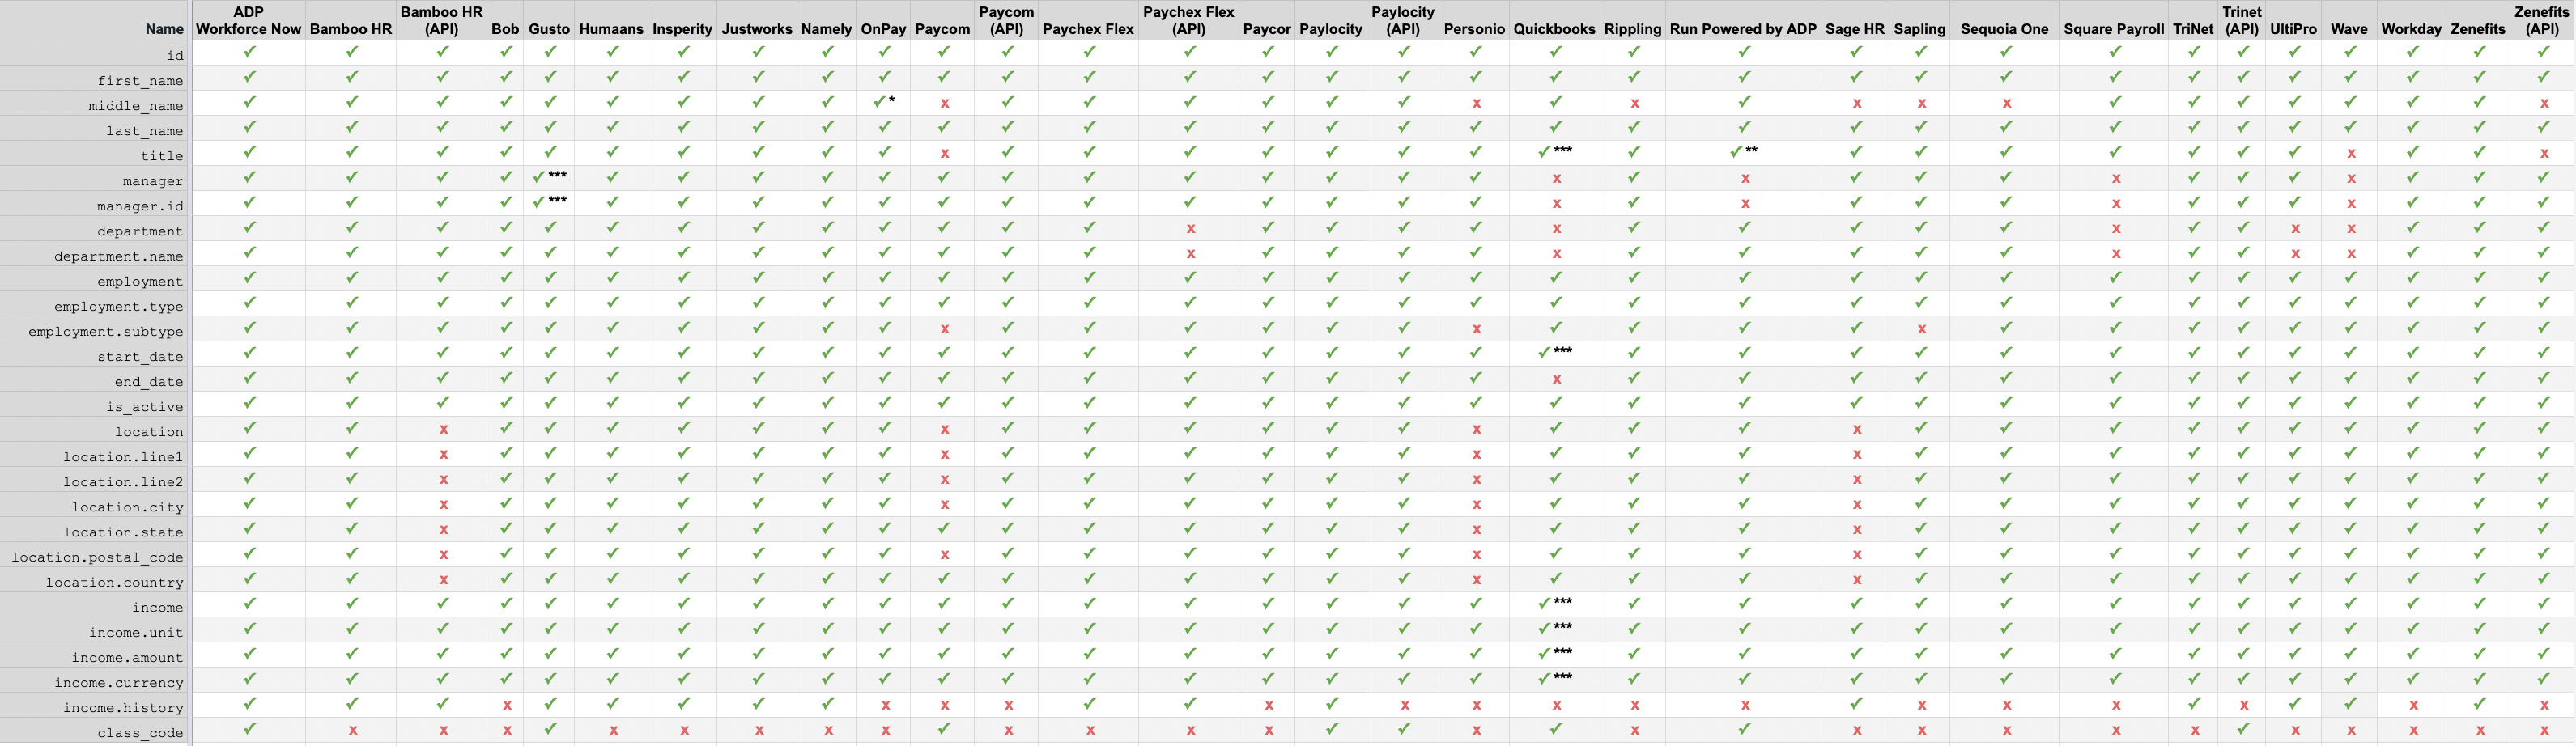 ADP Bamboo HR Paycom Paychex Flex Paylocity Trinet Zenefits
Name Workforce Now Bamboo HR (API) Bob Gusto Humaans Insperity Justworks Namely OnPay Paycom (API) Paychex Flex (API) Paycor Paylocity (API) Personio Quickbooks Rippling Run Powered by ADP Sage HR Sapling Sequoia One Square Payroll TriNet (API) UltiPro Wave Workday Zenefits (API)
id ✓ ✓ ✓ ✓ ✓ ✓ ✓ ✓ ✓ ✓ ✓ ✓ ✓ ✓ ✓ ✓ ✓ ✓ ✓ ✓ ✓ ✓ ✓ ✓ ✓ ✓ ✓ ✓ ✓ ✓ ✓ ✓
first_name ✓ ✓ ✓ ✓ ✓ ✓ ✓ ✓ ✓ ✓ ✓ ✓ ✓ ✓ ✓ ✓ ✓ ✓ ✓ ✓ ✓ ✓ ✓ ✓ ✓ ✓ ✓ ✓ ✓ ✓ ✓ ✓
middle_name ✓ ✓ ✓ ✓ ✓ ✓ ✓ ✓ ✓ ✓* x ✓ ✓ ✓ ✓ ✓ ✓ x ✓ x ✓ x x x ✓ ✓ ✓ ✓ ✓ ✓ ✓ x
last_name ✓ ✓ ✓ ✓ ✓ ✓ ✓ ✓ ✓ ✓ ✓ ✓ ✓ ✓ ✓ ✓ ✓ ✓ ✓ ✓ ✓ ✓ ✓ ✓ ✓ ✓ ✓ ✓ ✓ ✓ ✓ ✓
title ✓ ✓ ✓ ✓ ✓ ✓ ✓ ✓ ✓ ✓ x ✓ ✓ ✓ ✓ ✓ ✓ ✓ ✓*** ✓ ✓** ✓ ✓ ✓ ✓ ✓ ✓ ✓ x ✓ ✓ x
manager ✓ ✓ ✓ ✓ ✓*** ✓ ✓ ✓ ✓ ✓ ✓ ✓ ✓ ✓ ✓ ✓ ✓ ✓ x ✓ x ✓ ✓ ✓ x ✓ ✓ ✓ x ✓ ✓ ✓
manager.id ✓ ✓ ✓ ✓ ✓*** ✓ ✓ ✓ ✓ ✓ ✓ ✓ ✓ ✓ ✓ ✓ ✓ ✓ x ✓ x ✓ ✓ ✓ x ✓ ✓ ✓ x ✓ ✓ ✓
department ✓ ✓ ✓ ✓ ✓ ✓ ✓ ✓ ✓ ✓ ✓ ✓ ✓ x ✓ ✓ ✓ ✓ x ✓ ✓ ✓ ✓ ✓ x ✓ ✓ x x ✓ ✓ ✓
department.name ✓ ✓ ✓ ✓ ✓ ✓ ✓ ✓ ✓ ✓ ✓ ✓ ✓ x ✓ ✓ ✓ ✓ x ✓ ✓ ✓ ✓ ✓ x ✓ ✓ x x ✓ ✓ ✓
employment ✓ ✓ ✓ ✓ ✓ ✓ ✓ ✓ ✓ ✓ ✓ ✓ ✓ ✓ ✓ ✓ ✓ ✓ ✓ ✓ ✓ ✓ ✓ ✓ ✓ ✓ ✓ ✓ ✓ ✓ ✓ ✓
employment.type ✓ ✓ ✓ ✓ ✓ ✓ ✓ ✓ ✓ ✓ ✓ ✓ ✓ ✓ ✓ ✓ ✓ ✓ ✓ ✓ ✓ ✓ ✓ ✓ ✓ ✓ ✓ ✓ ✓ ✓ ✓ ✓
employment.subtype ✓ ✓ ✓ ✓ ✓ ✓ ✓ ✓ ✓ ✓ x ✓ ✓ ✓ ✓ ✓ ✓ x ✓ ✓ ✓ ✓ x ✓ ✓ ✓ ✓ ✓ ✓ ✓ ✓ ✓
start_date ✓ ✓ ✓ ✓ ✓ ✓ ✓ ✓ ✓ ✓ ✓ ✓ ✓ ✓ ✓ ✓ ✓ ✓ ✓*** ✓ ✓ ✓ ✓ ✓ ✓ ✓ ✓ ✓ ✓ ✓ ✓ ✓
end_date ✓ ✓ ✓ ✓ ✓ ✓ ✓ ✓ ✓ ✓ ✓ ✓ ✓ ✓ ✓ ✓ ✓ ✓ x ✓ ✓ ✓ ✓ ✓ ✓ ✓ ✓ ✓ ✓ ✓ ✓ ✓
is_active ✓ ✓ ✓ ✓ ✓ ✓ ✓ ✓ ✓ ✓ ✓ ✓ ✓ ✓ ✓ ✓ ✓ ✓ ✓ ✓ ✓ ✓ ✓ ✓ ✓ ✓ ✓ ✓ ✓ ✓ ✓ ✓
location ✓ ✓ x ✓ ✓ ✓ ✓ ✓ ✓ ✓ x ✓ ✓ ✓ ✓ ✓ ✓ x ✓ ✓ ✓ x ✓ ✓ ✓ ✓ ✓ ✓ ✓ ✓ ✓ ✓
location.line1 ✓ ✓ x ✓ ✓ ✓ ✓ ✓ ✓ ✓ x ✓ ✓ ✓ ✓ ✓ ✓ x ✓ ✓ ✓ x ✓ ✓ ✓ ✓ ✓ ✓ ✓ ✓ ✓ ✓
location.line2 ✓ ✓ x ✓ ✓ ✓ ✓ ✓ ✓ ✓ x ✓ ✓ ✓ ✓ ✓ ✓ x ✓ ✓ ✓ x ✓ ✓ ✓ ✓ ✓ ✓ ✓ ✓ ✓ ✓
location.city ✓ ✓ x ✓ ✓ ✓ ✓ ✓ ✓ ✓ x ✓ ✓ ✓ ✓ ✓ ✓ x ✓ ✓ ✓ x ✓ ✓ ✓ ✓ ✓ ✓ ✓ ✓ ✓ ✓
location.state ✓ ✓ x ✓ ✓ ✓ ✓ ✓ ✓ ✓ ✓ ✓ ✓ ✓ ✓ ✓ ✓ x ✓ ✓ ✓ x ✓ ✓ ✓ ✓ ✓ ✓ ✓ ✓ ✓ ✓
location.postal_code ✓ ✓ x ✓ ✓ ✓ ✓ ✓ ✓ ✓ x ✓ ✓ ✓ ✓ ✓ ✓ x ✓ ✓ ✓ x ✓ ✓ ✓ ✓ ✓ ✓ ✓ ✓ ✓ ✓
location.country ✓ ✓ x ✓ ✓ ✓ ✓ ✓ ✓ ✓ ✓ ✓ ✓ ✓ ✓ ✓ ✓ x ✓ ✓ ✓ x ✓ ✓ ✓ ✓ ✓ ✓ ✓ ✓ ✓ ✓
income ✓ ✓ ✓ ✓ ✓ ✓ ✓ ✓ ✓ ✓ ✓ ✓ ✓ ✓ ✓ ✓ ✓ ✓ ✓*** ✓ ✓ ✓ ✓ ✓ ✓ ✓ ✓ ✓ ✓ ✓ ✓ ✓
income.unit ✓ ✓ ✓ ✓ ✓ ✓ ✓ ✓ ✓ ✓ ✓ ✓ ✓ ✓ ✓ ✓ ✓ ✓ ✓*** ✓ ✓ ✓ ✓ ✓ ✓ ✓ ✓ ✓ ✓ ✓ ✓ ✓
income.amount ✓ ✓ ✓ ✓ ✓ ✓ ✓ ✓ ✓ ✓ ✓ ✓ ✓ ✓ ✓ ✓ ✓ ✓ ✓*** ✓ ✓ ✓ ✓ ✓ ✓ ✓ ✓ ✓ ✓ ✓ ✓ ✓
income.currency ✓ ✓ ✓ ✓ ✓ ✓ ✓ ✓ ✓ ✓ ✓ ✓ ✓ ✓ ✓ ✓ ✓ ✓ ✓*** ✓ ✓ ✓ ✓ ✓ ✓ ✓ ✓ ✓ ✓ ✓ ✓ ✓
income.history ✓ ✓ ✓ x ✓ ✓ ✓ ✓ ✓ x x x ✓ ✓ x ✓ x x x x x ✓ x x x ✓ x ✓ ✓ x ✓ x
class_code ✓ x x x ✓ x x x x x ✓ x x x x ✓ ✓ x ✓ x ✓ x x x x x ✓ x x x x x